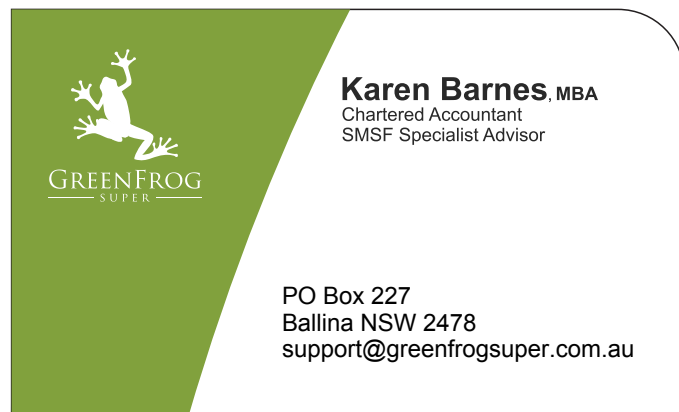 GREENFROG
SUPER
Karen Barnes, MBA
Chartered Accountant
SMSF Specialist Advisor
PO Box 227
Ballina NSW 2478
support@greenfrogsuper.com.au